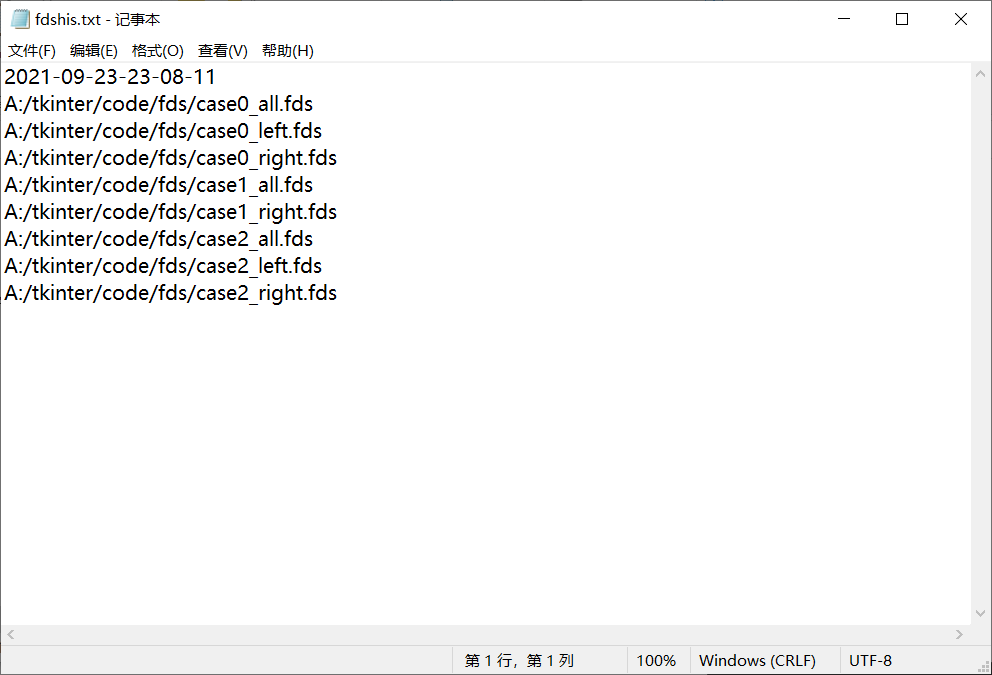 fdshis.txt - 记事本
文件(F) 编辑(E) 格式(O) 查看(V) 帮助(H)
2021-09-23-23-08-11
A:/tkinter/code/fds/case0_all.fds
A:/tkinter/code/fds/case0_left.fds
A:/tkinter/code/fds/case0_right.fds
A:/tkinter/code/fds/case1_all.fds
A:/tkinter/code/fds/case1_right.fds
A:/tkinter/code/fds/case2_all.fds
A:/tkinter/code/fds/case2_left.fds
A:/tkinter/code/fds/case2_right.fds
第 1 行，第 1 列 100% Windows (CRLF) UTF-8